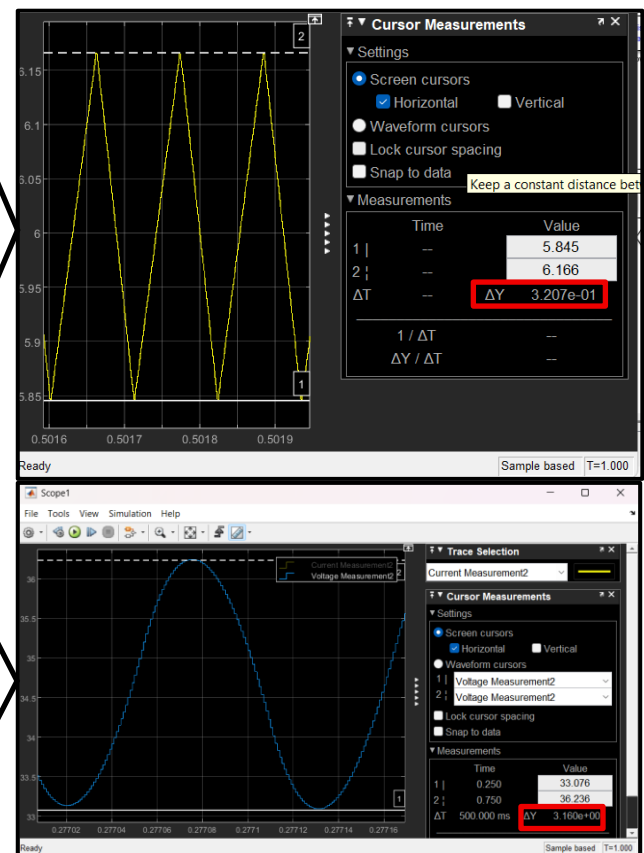 2
6.15
6.1
6.05
6
5.95
5.9
5.85
1
0.5016 0.5017 0.5018 0.5019
Cursor Measurements
Settings
Screen cursors
Horizontal Vertical
Waveform cursors
Lock cursor spacing
Snap to data
Keep a constant distance bet
Measurements
Time Value
1 | -- 5.845
2 ¦ -- 6.166
ΔT -- ΔY 3.207e-01
1 / ΔT --
ΔY / ΔT --
Ready Sample based T=1.000
Scope1
File Tools View Simulation Help
Current Measurement2
Voltage Measurement2
2
36
35.5
35
34.5
34
33.5
33
1
0.27702 0.27704 0.27706 0.27708 0.2771 0.27712 0.27714 0.27716
Trace Selection
Current Measurement2
Cursor Measurements
Settings
Screen cursors
Horizontal Vertical
Waveform cursors
1 | Voltage Measurement2
2 ¦ Voltage Measurement2
Lock cursor spacing
Snap to data
Measurements
Time Value
1 | 0.250 33.076
2 ¦ 0.750 36.236
ΔT 500.000 ms ΔY 3.160e+00
Ready Sample based T=1.000